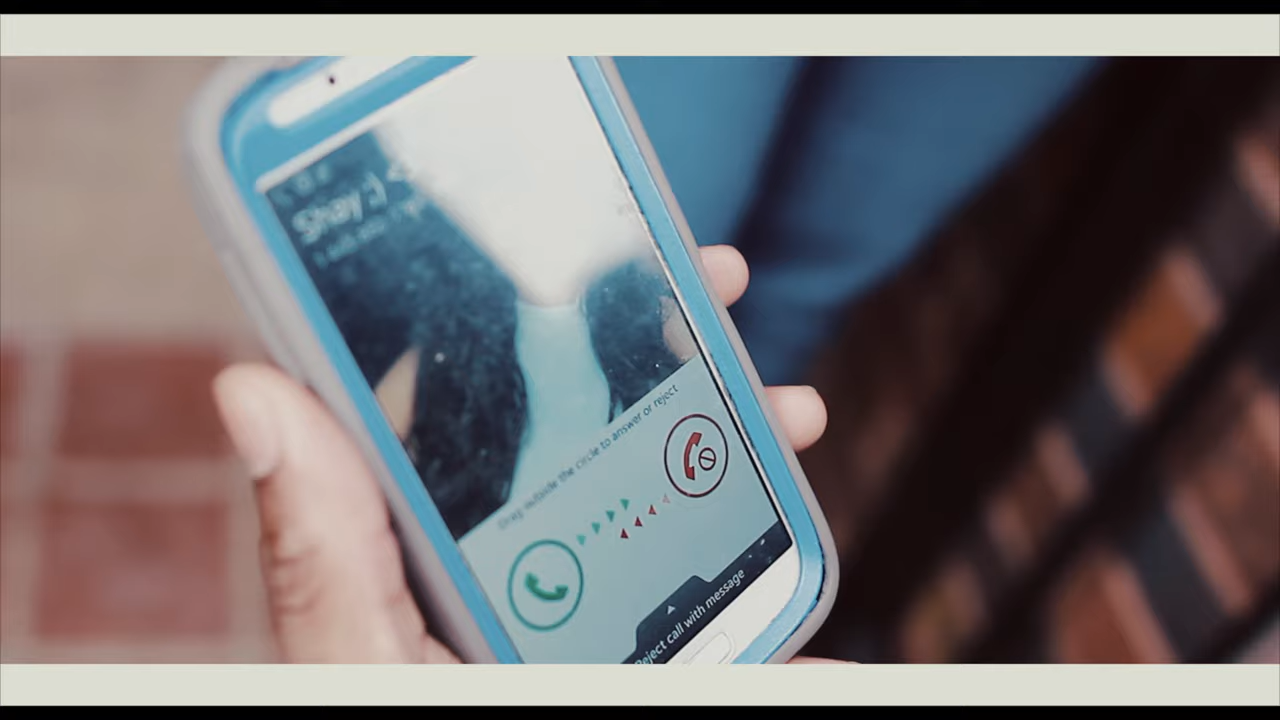 Shay :)
Drag outside the circle to answer or reject
Reject call with message